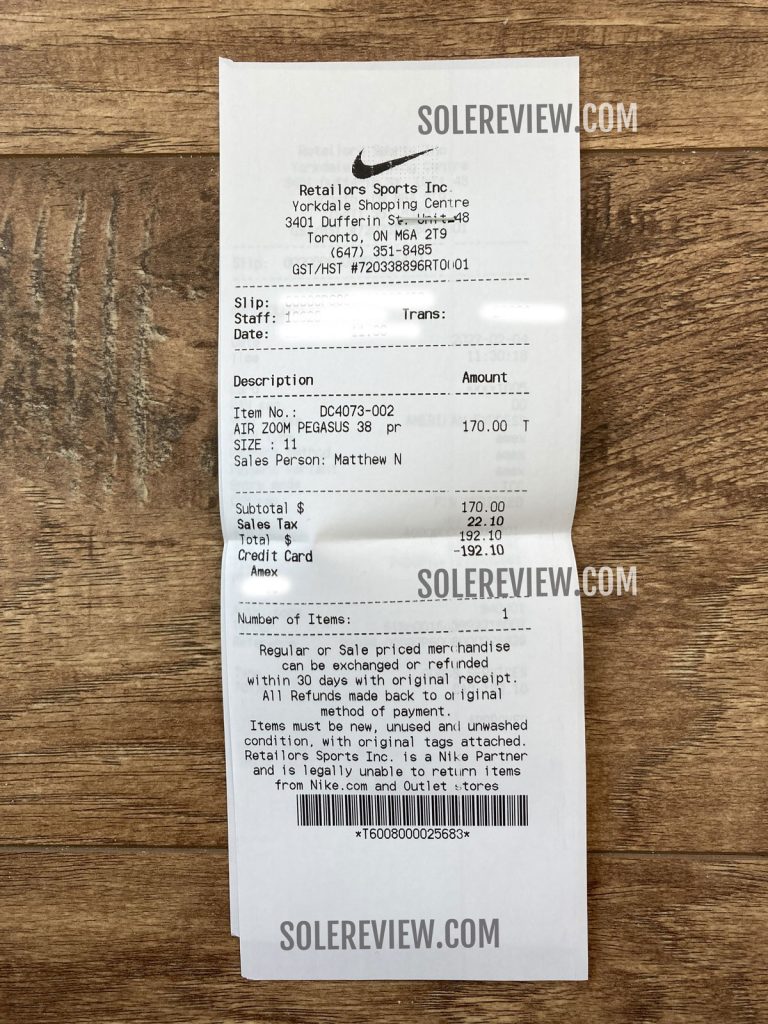 SOLEREVIEW.COM
Retailors Sports Inc.
Yorkdale Shopping Centre
3401 Dufferin St. Unit 48
Toronto, ON M6A 2T9
(647) 351-8485
GST/HST #720338896RT0001
Slip:
Staff: Trans:
Date:
Description Amount
Item No.: DC4073-002
AIR ZOOM PEGASUS 38 pr 170.00 T
SIZE : 11
Sales Person: Matthew N
Subtotal $ 170.00
Sales Tax 22.10
Total $ 192.10
Credit Card -192.10
Amex
SOLEREVIEW.COM
Number of Items: 1
Regular or Sale priced merchandise
can be exchanged or refunded
within 30 days with original receipt.
All Refunds made back to original
method of payment.
Items must be new, unused and unwashed
condition, with original tags attached.
Retailors Sports Inc. is a Nike Partner
and is legally unable to return items
from Nike.com and Outlet stores
*T6008000025683*
SOLEREVIEW.COM